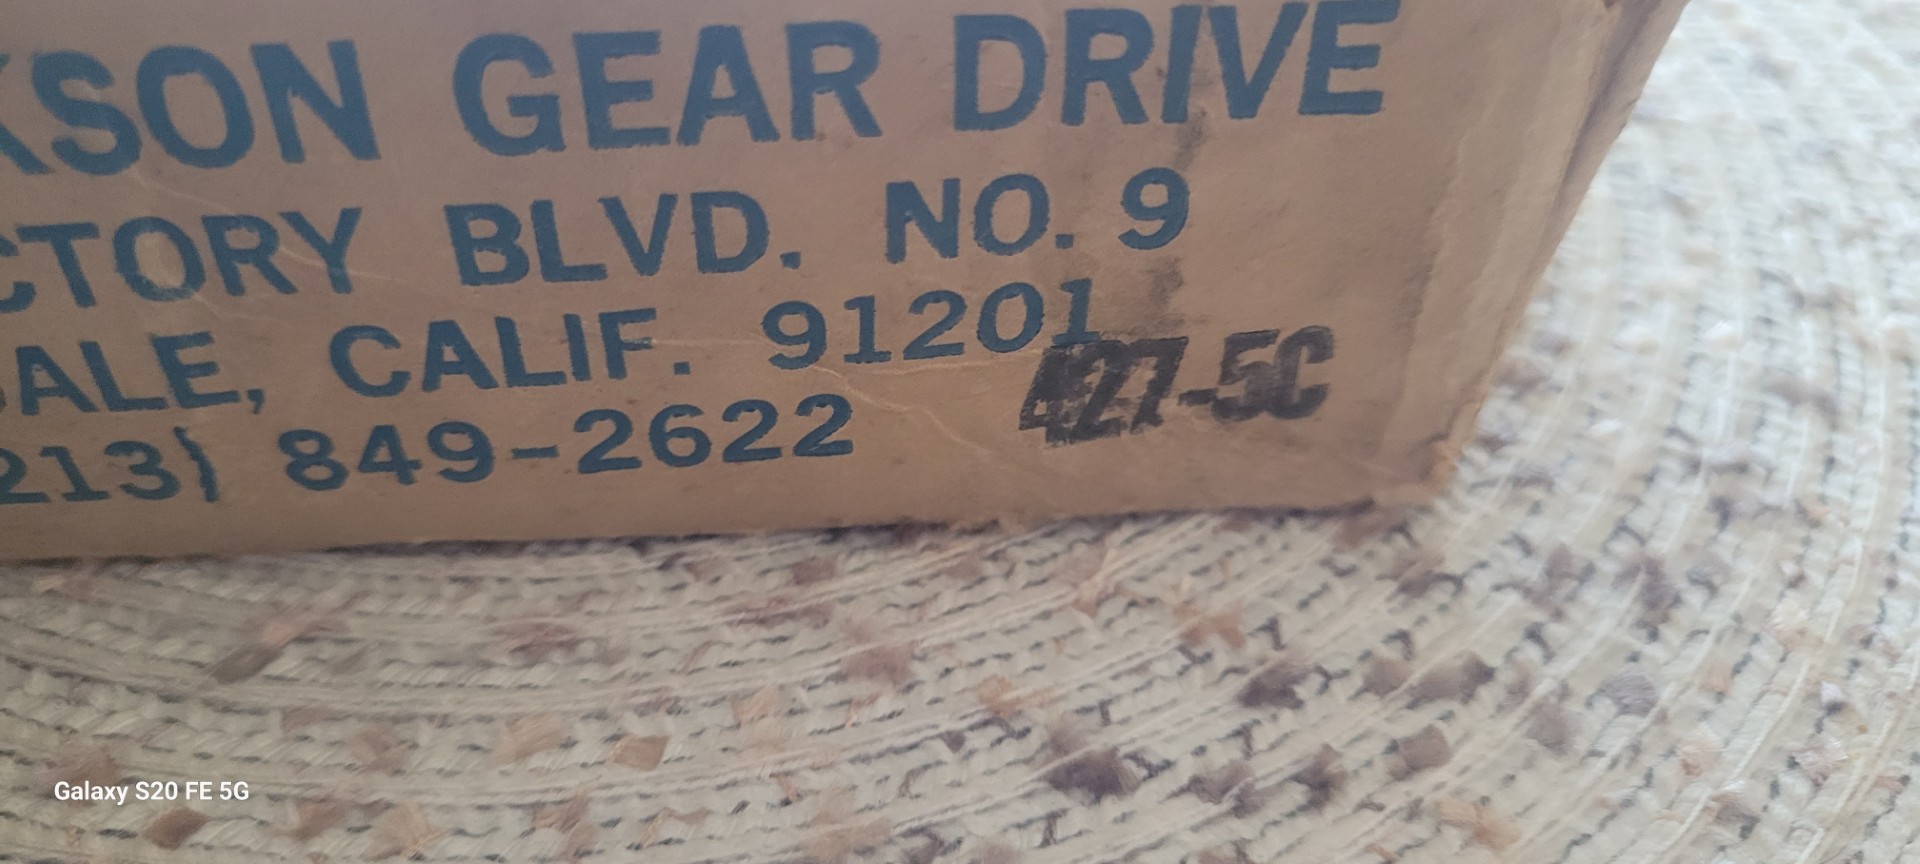 KSON GEAR DRIVE
CTORY BLVD. NO. 9
ALE, CALIF. 91201
213) 849-2622
427-5C
Galaxy S20 FE 5G